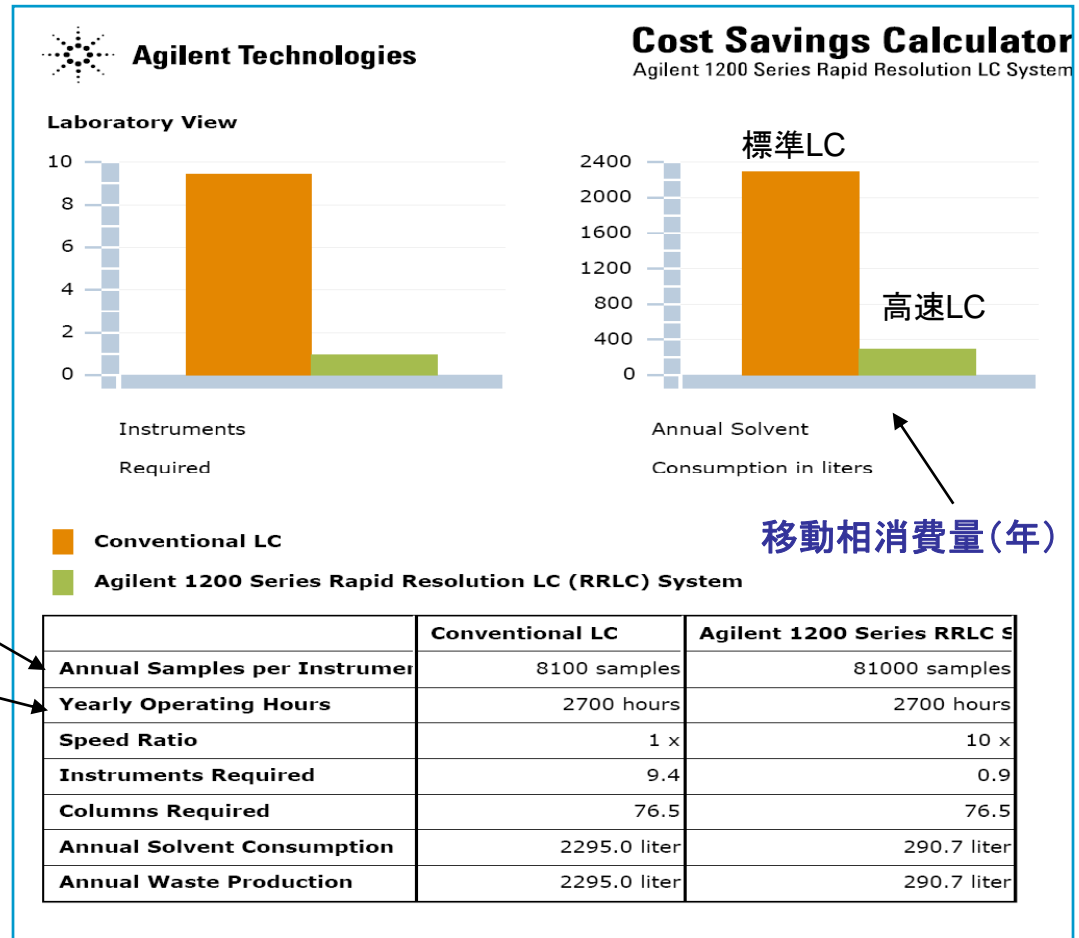 Agilent Technologies
Cost Savings Calculator
Agilent 1200 Series Rapid Resolution LC System
Laboratory View
10
8
6
4
2
0
Instruments
Required
2400
2000
1600
1200
800
400
0
標準LC
高速LC
Annual Solvent
Consumption in liters
移動相消費量(年)
Conventional LC
Agilent 1200 Series Rapid Resolution LC (RRLC) System
Conventional LC Agilent 1200 Series RRLC S
Annual Samples per Instrumen 8100 samples 81000 samples
Yearly Operating Hours 2700 hours 2700 hours
Speed Ratio 1 x 10 x
Instruments Required 9.4 0.9
Columns Required 76.5 76.5
Annual Solvent Consumption 2295.0 liter 290.7 liter
Annual Waste Production 2295.0 liter 290.7 liter